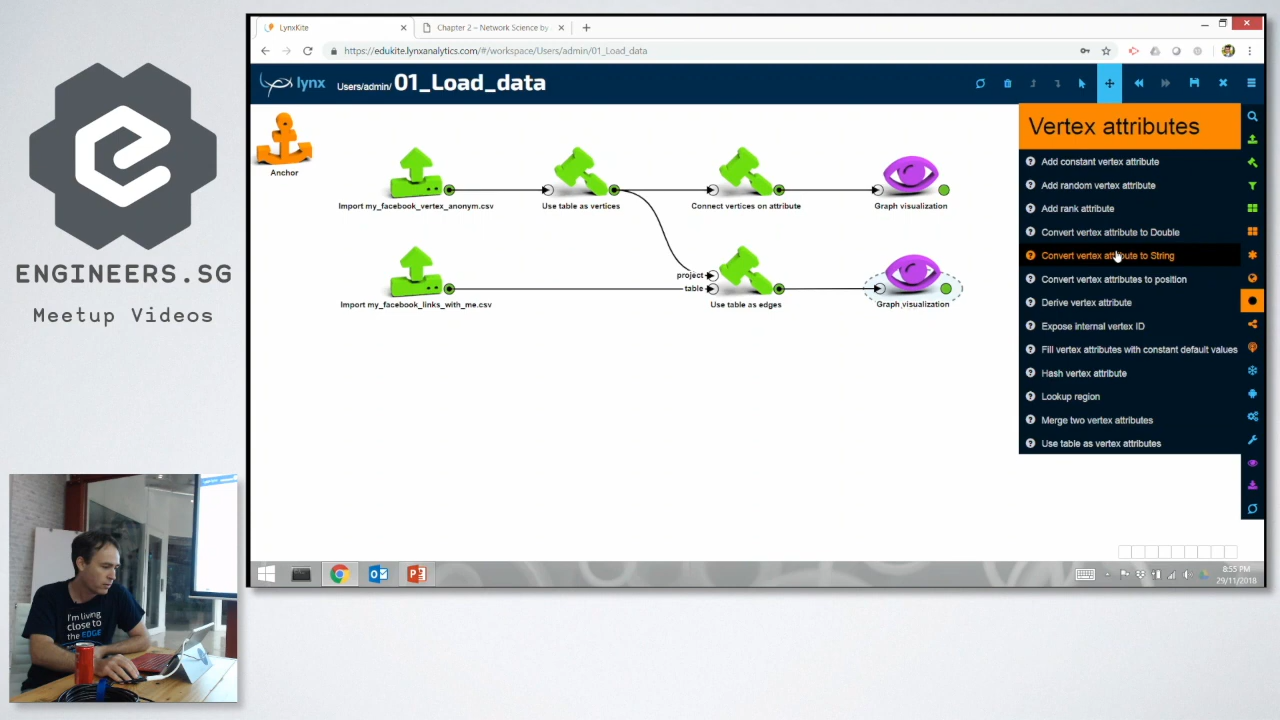 ENGINEERS.SG
Meetup Videos
I'm living
close to
the EDGE
LynxKite
Chapter 2 – Network Science by
https://edukite.lynxanalytics.com/#/workspace/Users/admin/01_Load_data
lynx
Users/admin/ 01_Load_data
Anchor
Import my_facebook_vertex_anonym.csv
Use table as vertices
Connect vertices on attribute
Graph visualization
Import my_facebook_links_with_me.csv
project
table
Use table as edges
Graph visualization
Vertex attributes
Add constant vertex attribute
Add random vertex attribute
Add rank attribute
Convert vertex attribute to Double
Convert vertex attribute to String
Convert vertex attributes to position
Derive vertex attribute
Expose internal vertex ID
Fill vertex attributes with constant default values
Hash vertex attribute
Lookup region
Merge two vertex attributes
Use table as vertex attributes
8:55 PM
29/11/2018